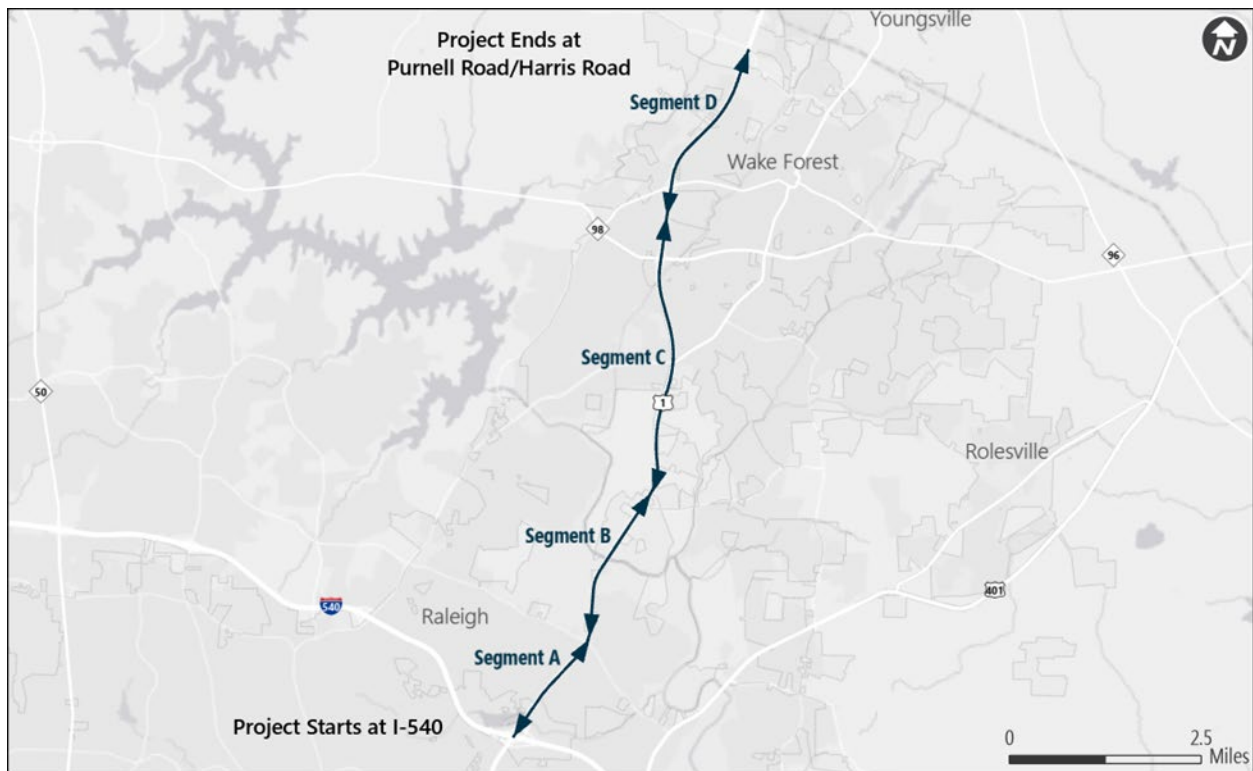 Youngsville
N
Project Ends at
Purnell Road/Harris Road
Segment D
Wake Forest
98
96
Segment C
50
1
Rolesville
Segment B
401
540
Raleigh
Segment A
Project Starts at I-540
0 2.5
Miles